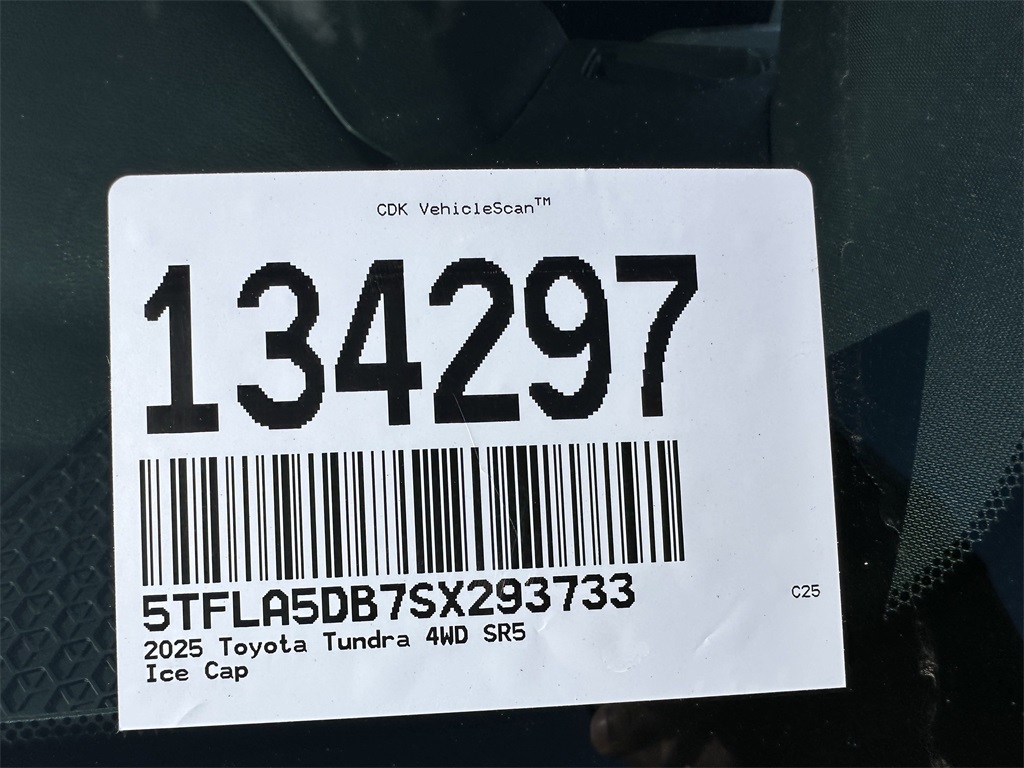 CDK VehicleScan™
134297
5TFLA5DB7SX293733
C25
2025 Toyota Tundra 4WD SR5
Ice Cap